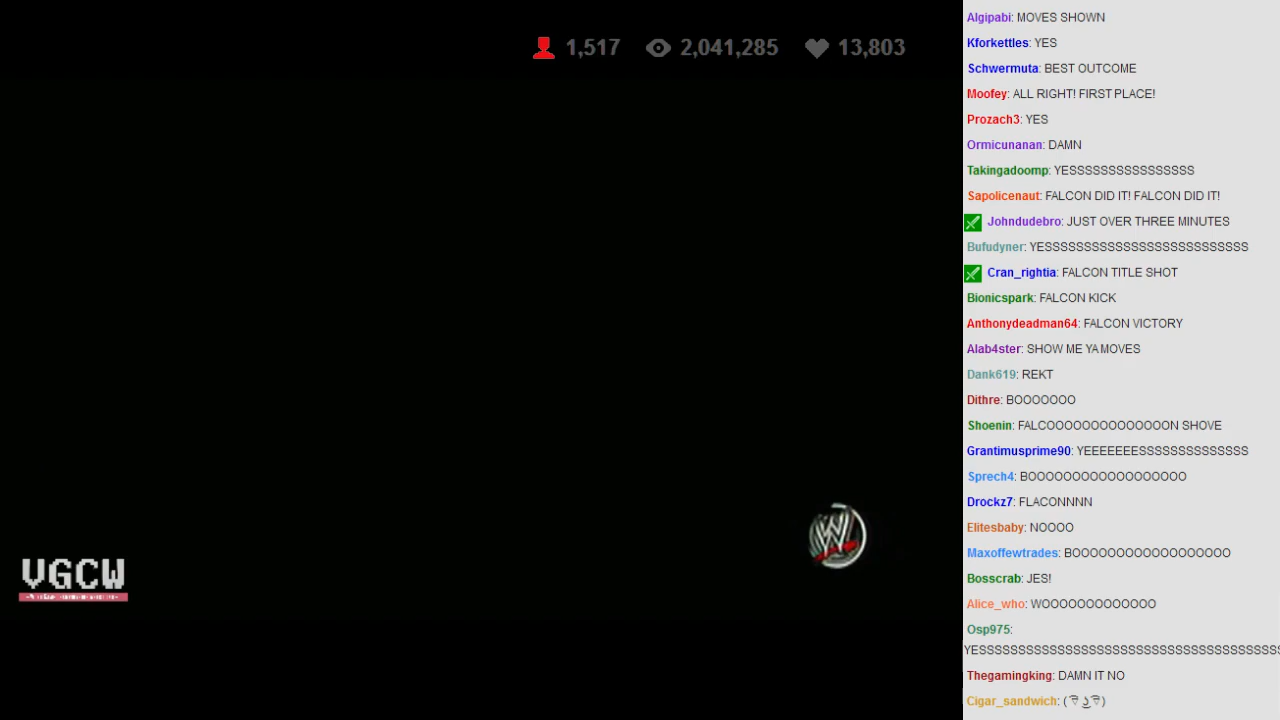 1,517 2,041,285 13,803
VGCW
Algipabi: MOVES SHOWN
Kforkettles: YES
Schwermuta: BEST OUTCOME
Moofey: ALL RIGHT! FIRST PLACE!
Prozach3: YES
Ormicunanan: DAMN
Takingadoomp: YESSSSSSSSSSSSSSSS
Sapolicenaut: FALCON DID IT! FALCON DID IT!
Johndudebro: JUST OVER THREE MINUTES
Bufudyner: YESSSSSSSSSSSSSSSSSSSSSSSSSS
Cran_rightia: FALCON TITLE SHOT
Bionicspark: FALCON KICK
Anthonydeadman64: FALCON VICTORY
Alab4ster: SHOW ME YA MOVES
Dank619: REKT
Dithre: BOOOOOOO
Shoenin: FALCOOOOOOOOOOOOOON SHOVE
Grantimusprime90: YEEEEEEESSSSSSSSSSSSSS
Sprech4: BOOOOOOOOOOOOOOOOOO
Drockz7: FLACONNNN
Elitesbaby: NOOOO
Maxoffewtrades: BOOOOOOOOOOOOOOOOOO
Bosscrab: JES!
Alice_who: WOOOOOOOOOOOOO
Osp975:
YESSSSSSSSSSSSSSSSSSSSSSSSSSSSSSSSSSSSSSS
Thegamingking: DAMN IT NO
Cigar_sandwich: ( ͡° ͜ʖ ͡°)